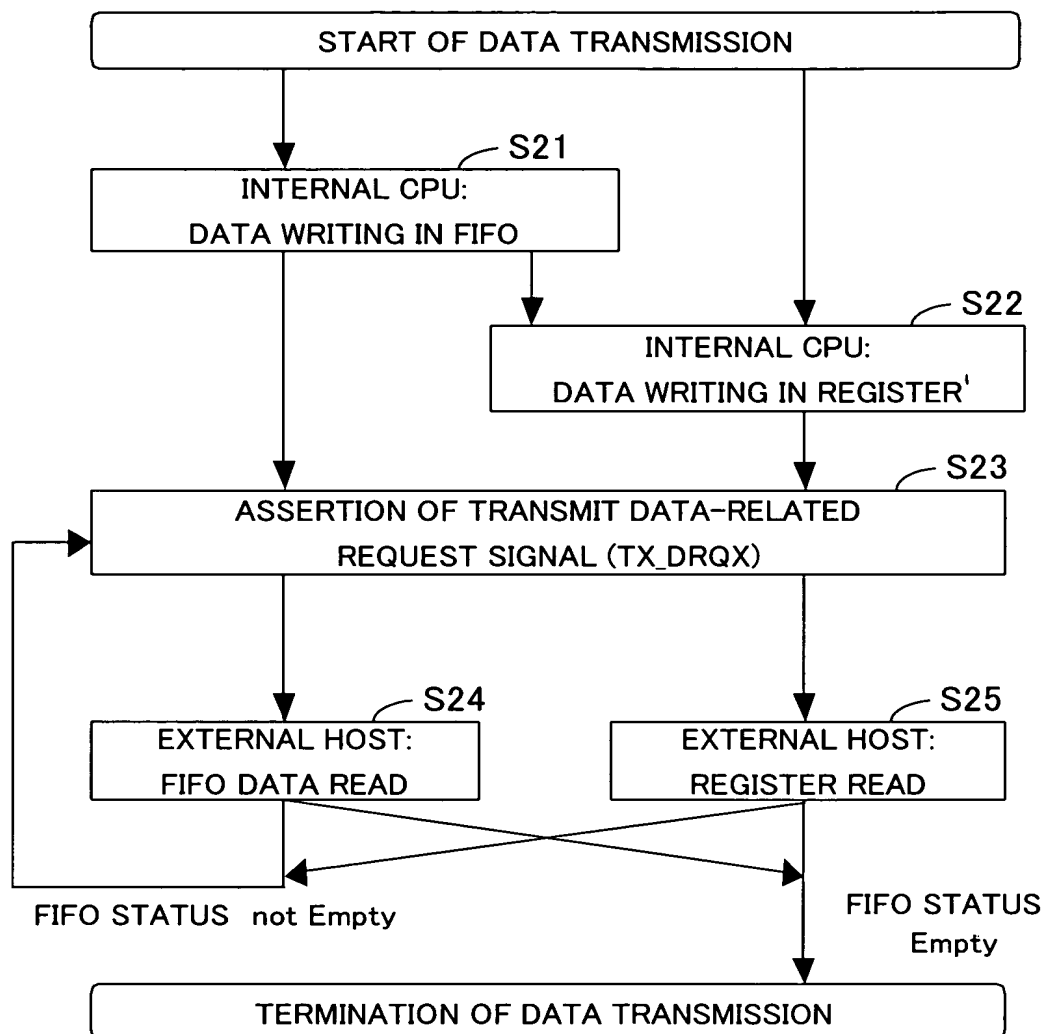 START OF DATA TRANSMISSION
S21
INTERNAL CPU:
DATA WRITING IN FIFO
S22
INTERNAL CPU:
DATA WRITING IN REGISTER'
S23
ASSERTION OF TRANSMIT DATA-RELATED
REQUEST SIGNAL (TX_DRQX)
S24
EXTERNAL HOST:
FIFO DATA READ
S25
EXTERNAL HOST:
REGISTER READ
FIFO STATUS not Empty
FIFO STATUS
Empty
TERMINATION OF DATA TRANSMISSION